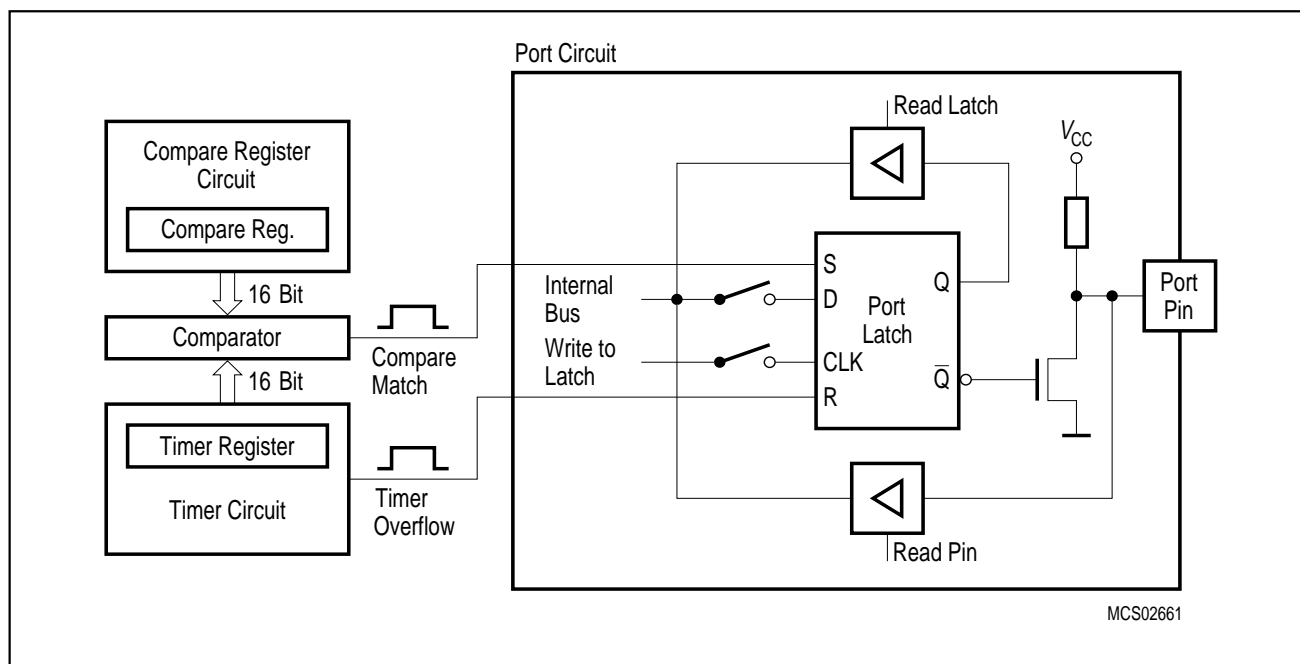 Port Circuit
Compare Register
Circuit
Compare Reg.
16 Bit
Comparator
16 Bit
Timer Register
Timer Circuit
Compare
Match
Timer
Overflow
Read Latch
VCC
Internal
Bus
Write to
Latch
S
D
CLK
R
Port
Latch
Q
Q̅
Port
Pin
Read Pin
MCS02661